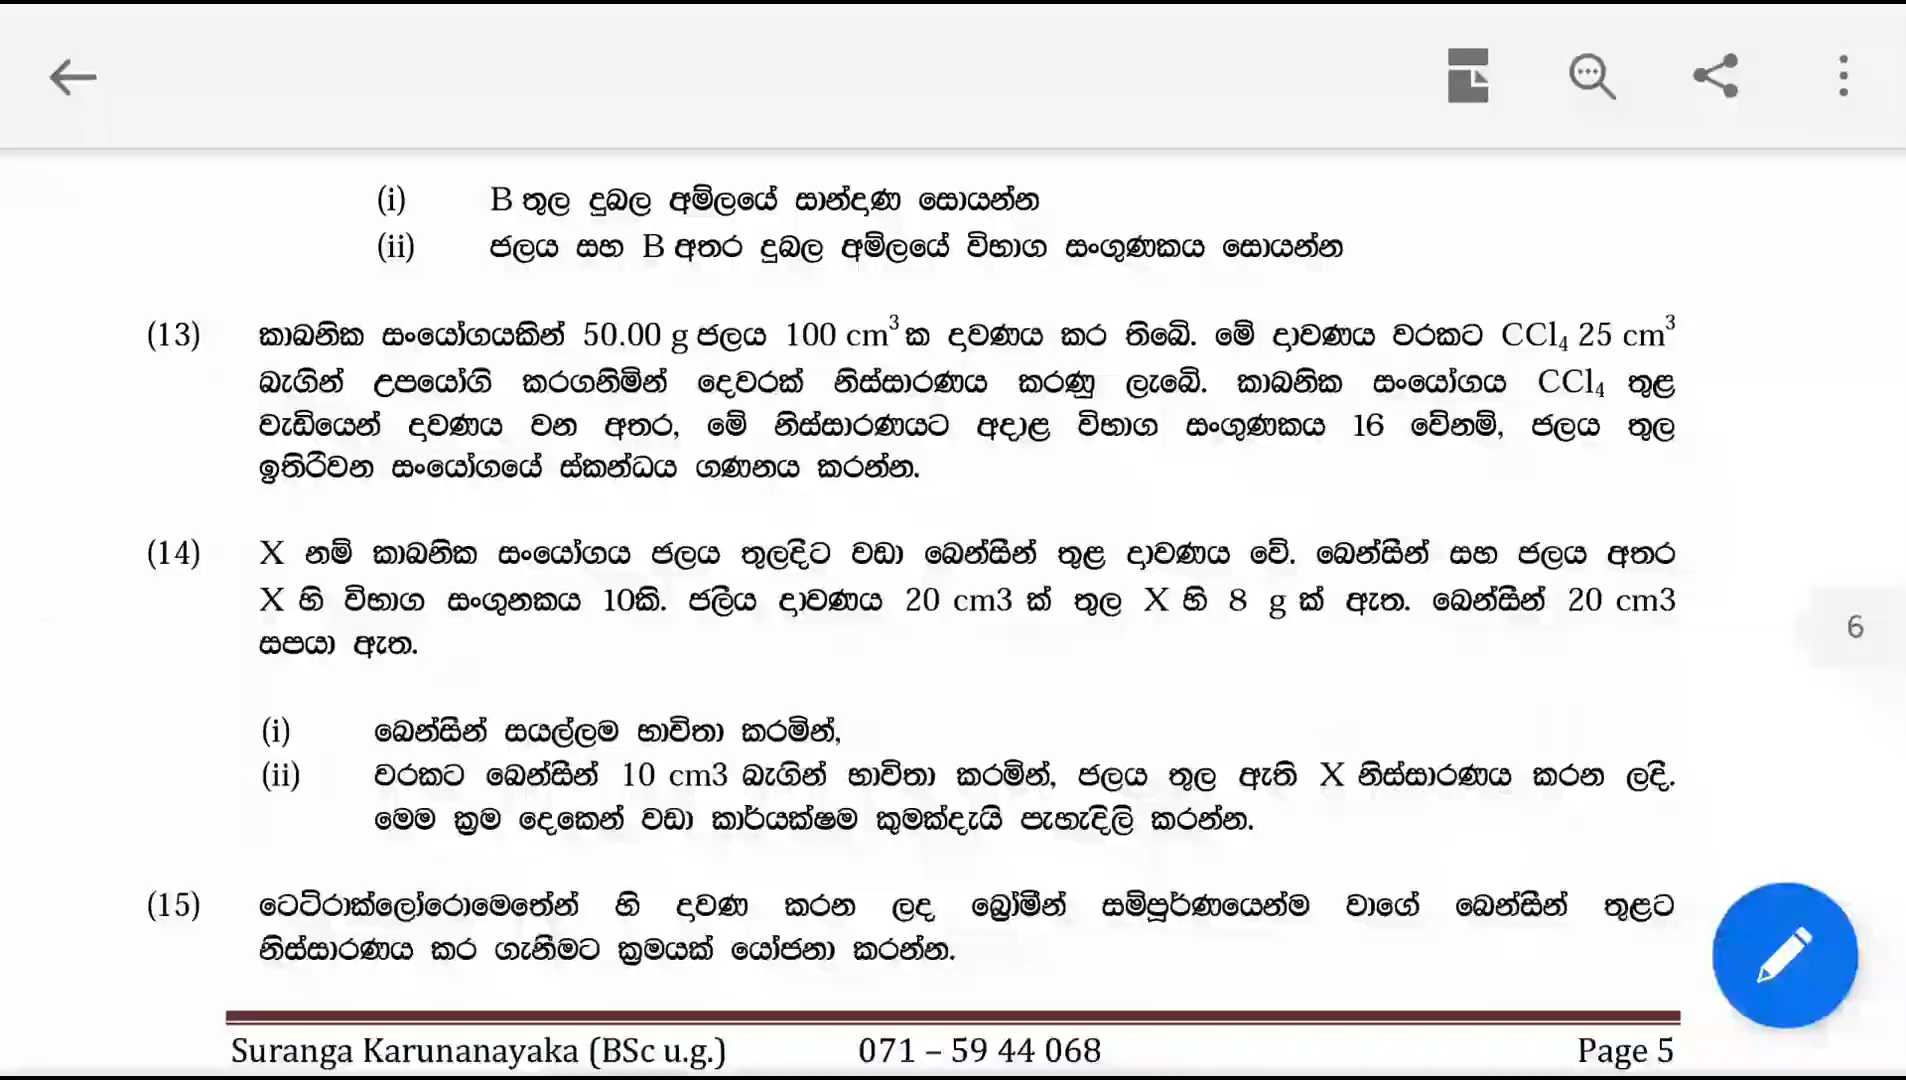 (i) B තුල දුබල අම්ලයේ සාන්ද්‍රණ සොයන්න
(ii) ජලය සහ B අතර දුබල අම්ලයේ විභාග සංගුණකය සොයන්න
(13) කාබනික සංයෝගයකින් 50.00 g ජලය 100 cm³ ක ද්‍රවණය කර තිබේ. මේ ද්‍රාවණය වරකට CCl₄ 25 cm³
බැගින් උපයෝගි කරගනිමින් දෙවරක් නිස්සාරණය කරණු ලැබේ. කාබනික සංයෝගය CCl₄ තුළ
වැඩියෙන් ද්‍රවණය වන අතර, මේ නිස්සාරණයට අදාළ විභාග සංගුණකය 16 වේනම්, ජලය තුල
ඉතිරිවන සංයෝගයේ ස්කන්ධය ගණනය කරන්න.
(14) X නම් කාබනික සංයෝගය ජලය තුලදීට වඩා බෙන්සීන් තුළ ද්‍රාවණය වේ. බෙන්සීන් සහ ජලය අතර
X හි විභාග සංගුනකය 10කි. ජලීය ද්‍රාවණය 20 cm3 ක් තුල X හි 8 g ක් ඇත. බෙන්සීන් 20 cm3
සපයා ඇත.
(i) බෙන්සීන් සයල්ලම භාවිතා කරමින්,
(ii) වරකට බෙන්සීන් 10 cm3 බැගින් භාවිතා කරමින්, ජලය තුල ඇති X නිස්සාරණය කරන ලදී.
මෙම ක්‍රම දෙකෙන් වඩා කාර්යක්ෂම කුමක්දැයි පැහැදිලි කරන්න.
(15) ටෙට්රාක්ලෝරොමෙතේන් හි ද්‍රවණ කරන ලද බ්‍රෝමීන් සම්පූර්ණයෙන්ම වාගේ බෙන්සීන් තුළට
නිස්සාරණය කර ගැනීමට ක්‍රමයක් යෝජනා කරන්න.
6
Suranga Karunanayaka (BSc u.g.) 071 – 59 44 068 Page 5